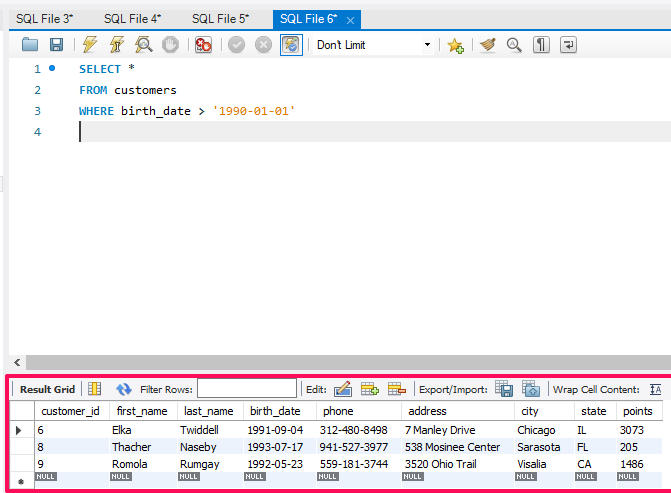 SQL File 3* SQL File 4* SQL File 5* SQL File 6*
Don't Limit
1 SELECT *
2 FROM customers
3 WHERE birth_date > '1990-01-01'
4
Result Grid Filter Rows: Edit: Export/Import: Wrap Cell Content:
customer_id first_name last_name birth_date phone address city state points
6 Elka Twiddell 1991-09-04 312-480-8498 7 Manley Drive Chicago IL 3073
8 Thacher Naseby 1993-07-17 941-527-3977 538 Mosinee Center Sarasota FL 205
9 Romola Rumgay 1992-05-23 559-181-3744 3520 Ohio Trail Visalia CA 1486
NULL NULL NULL NULL NULL NULL NULL NULL NULL